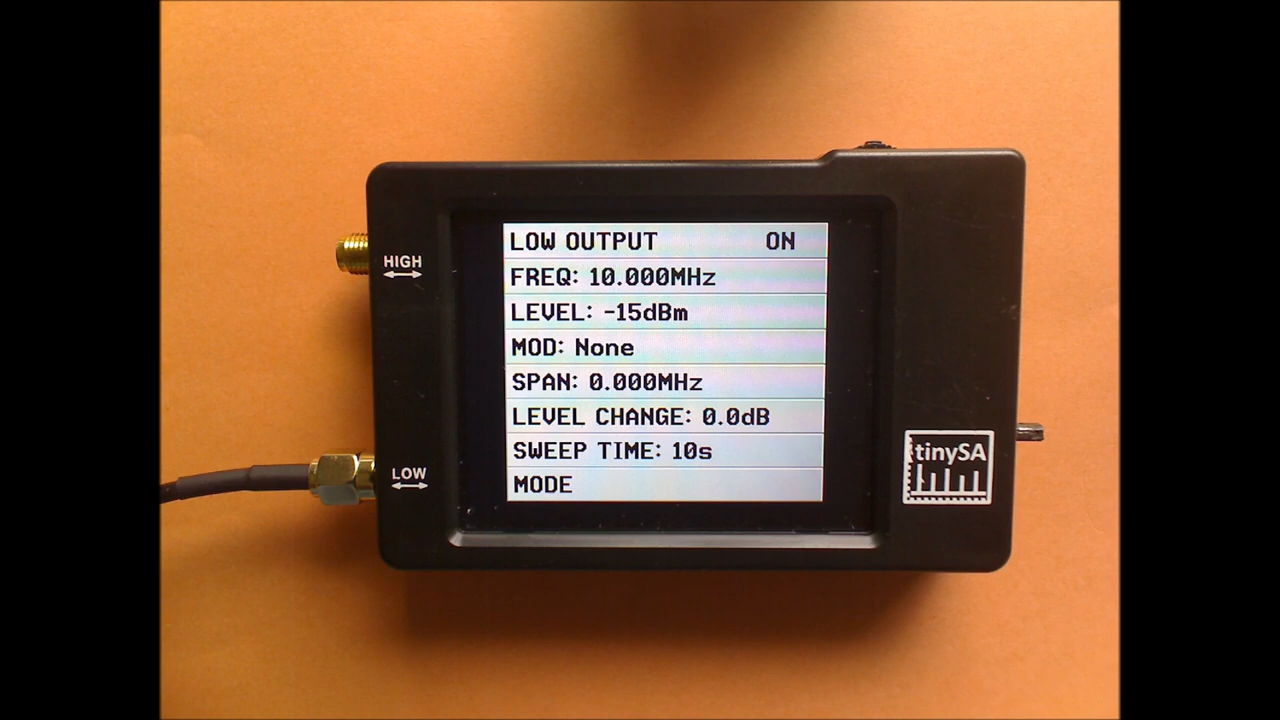 HIGH
LOW OUTPUT ON
FREQ: 10.000MHz
LEVEL: -15dBm
MOD: None
SPAN: 0.000MHz
LEVEL CHANGE: 0.0dB
SWEEP TIME: 10s
MODE
LOW
tinySA